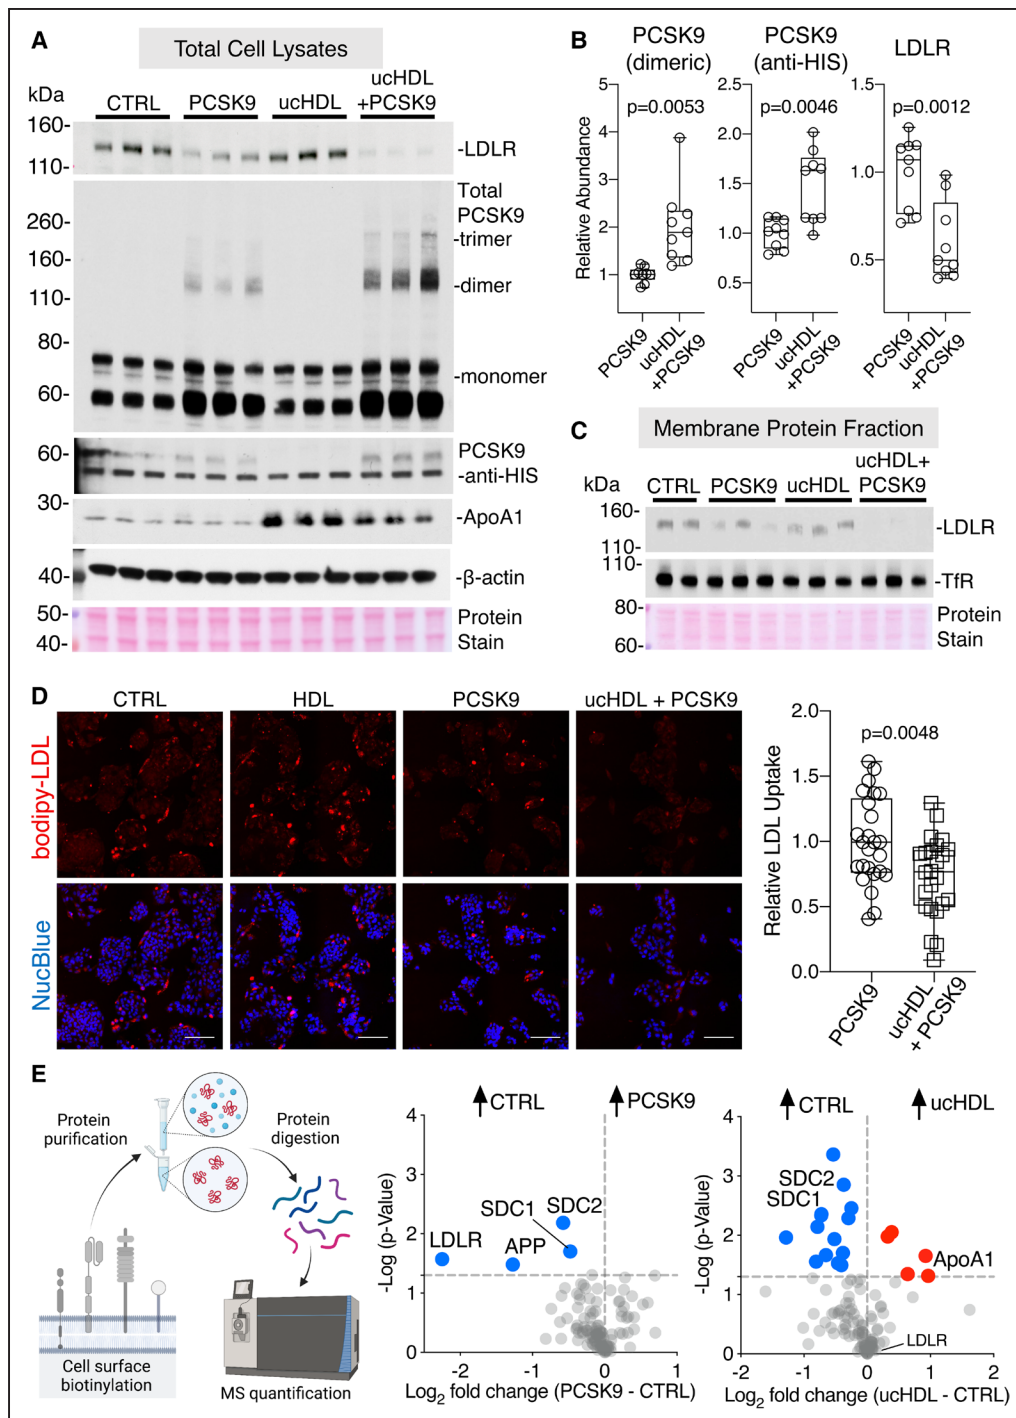 A
Total Cell Lysates
kDa
CTRL
PCSK9
ucHDL
ucHDL
+PCSK9
160-
110-
-LDLR
260-
160-
110-
80-
60-
Total
PCSK9
-trimer
-dimer
-monomer
60-
PCSK9
-anti-HIS
30-
-ApoA1
40-
-β-actin
50-
40-
Protein
Stain
B
PCSK9
(dimeric)
PCSK9
(anti-HIS)
LDLR
Relative Abundance
5
4
3
2
1
p=0.0053
PCSK9
ucHDL
+PCSK9
2.5
2.0
1.5
1.0
0.5
p=0.0046
PCSK9
ucHDL
+PCSK9
1.5
1.0
0.5
p=0.0012
PCSK9
ucHDL
+PCSK9
C
Membrane Protein Fraction
kDa
CTRL
PCSK9
ucHDL
ucHDL+
PCSK9
160-
110-
-LDLR
110-
-TfR
80-
60-
Protein
Stain
D
CTRL
HDL
PCSK9
ucHDL + PCSK9
bodipy-LDL
NucBlue
Relative LDL Uptake
2.0
1.5
1.0
0.5
0.0
p=0.0048
PCSK9
ucHDL
+ PCSK9
E
Protein
purification
Protein
digestion
Cell surface
biotinylation
MS quantification
CTRL
PCSK9
-Log (p-Value)
4
3
2
1
0
LDLR
APP
SDC1
SDC2
-2
-1
0
1
Log2 fold change (PCSK9 - CTRL)
CTRL
ucHDL
-Log (p-Value)
4
3
2
1
0
SDC2
SDC1
ApoA1
LDLR
-2
-1
0
1
2
Log2 fold change (ucHDL - CTRL)